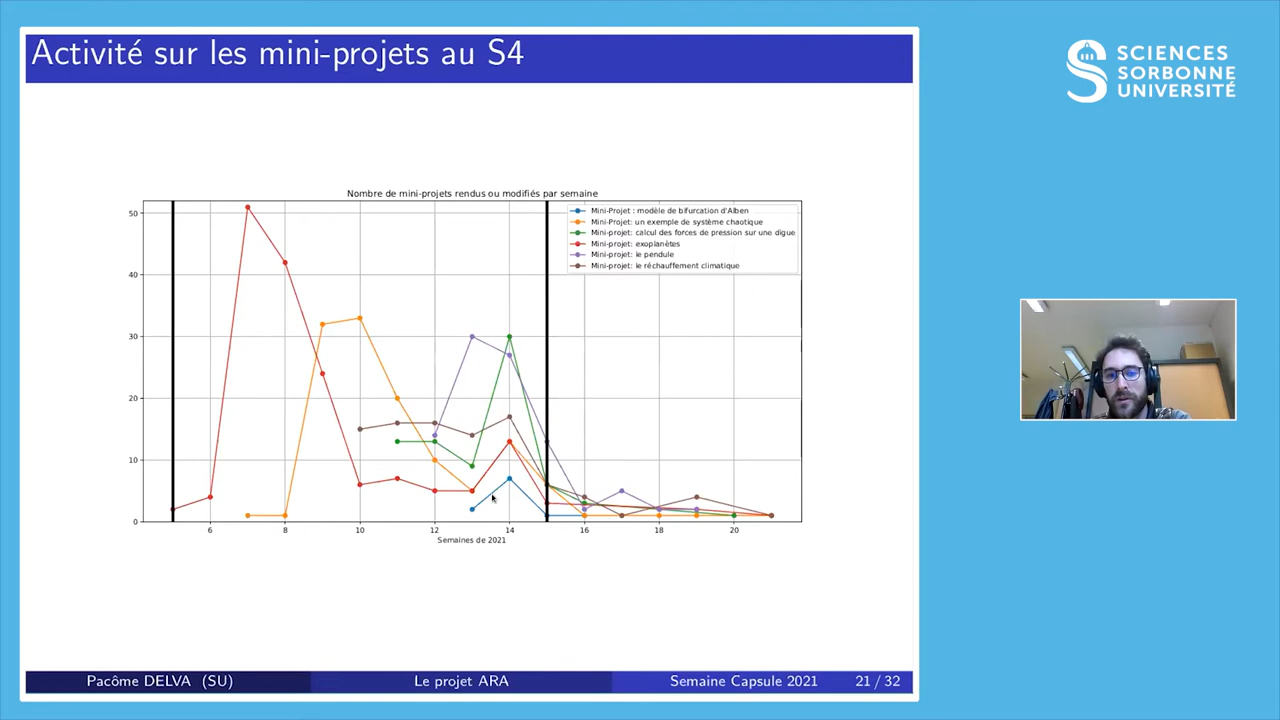 Activité sur les mini-projets au S4
SCIENCES
SORBONNE
UNIVERSITÉ
Nombre de mini-projets rendus ou modifiés par semaine
Mini-Projet : modèle de bifurcation d'Alben
Mini-Projet: un exemple de système chaotique
Mini-projet: calcul des forces de pression sur une digue
Mini-projet: exoplanètes
Mini-projet: le pendule
Mini-projet: le réchauffement climatique
50
40
30
20
10
0
6 8 10 12 14 16 18 20
Semaines de 2021
Pacôme DELVA (SU) Le projet ARA Semaine Capsule 2021 21 / 32